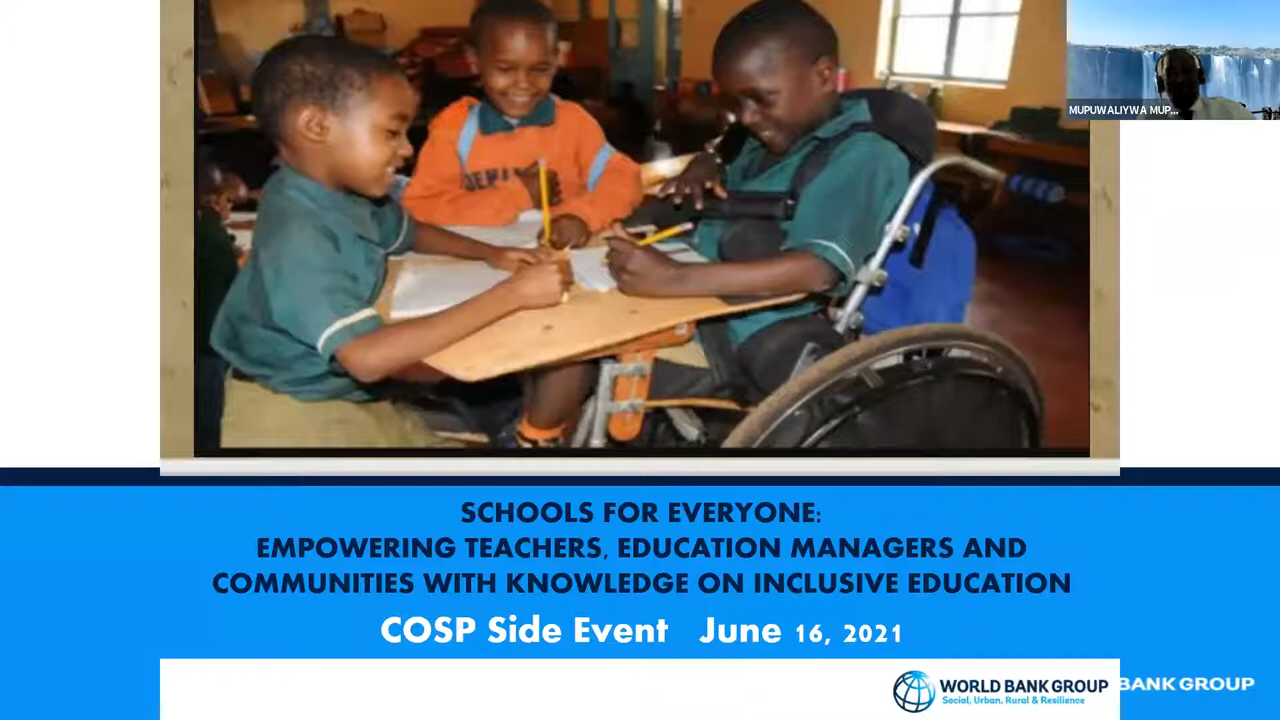 MUPUWALIYWA MUP...
SCHOOLS FOR EVERYONE:
EMPOWERING TEACHERS, EDUCATION MANAGERS AND
COMMUNITIES WITH KNOWLEDGE ON INCLUSIVE EDUCATION
COSP Side Event June 16, 2021
WORLD BANK GROUP
Social, Urban, Rural & Resilience
BANK GROUP